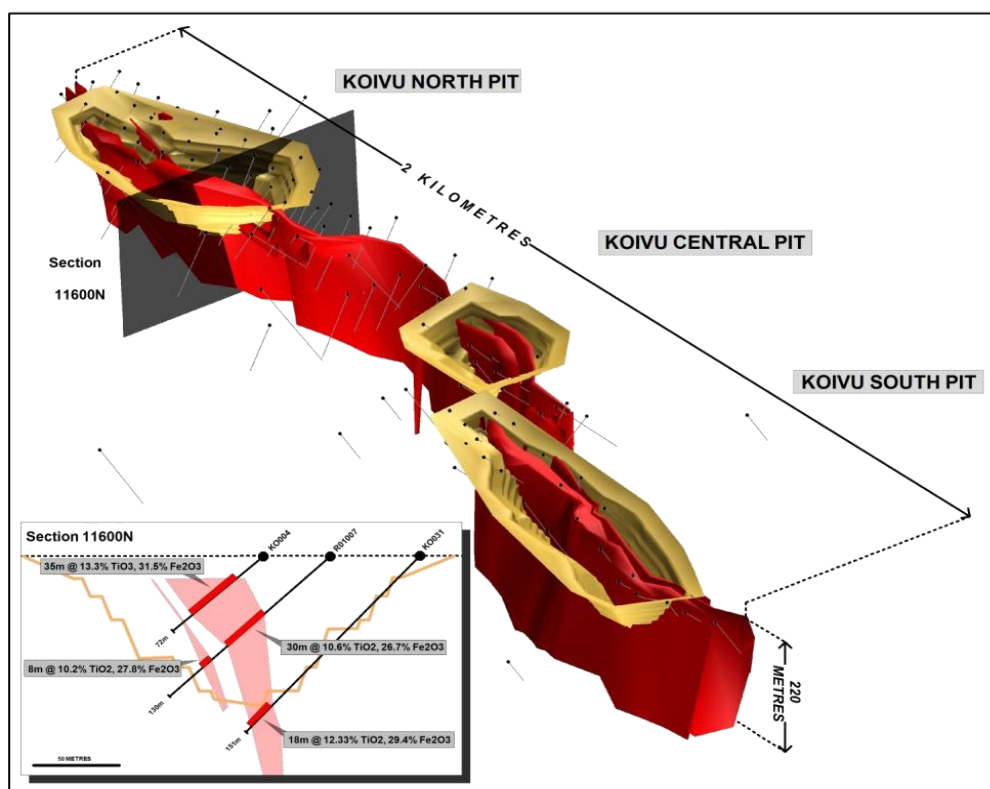 KOIVU NORTH PIT
2 KILOMETRES
KOIVU CENTRAL PIT
Section
11600N
KOIVU SOUTH PIT
220
METRES
Section 11600N
KO004
R01007
KO031
35m @ 13.3% TiO3, 31.5% Fe2O3
72m
30m @ 10.6% TiO2, 26.7% Fe2O3
8m @ 10.2% TiO2, 27.8% Fe2O3
130m
151m
18m @ 12.33% TiO2, 29.4% Fe2O3
50 METRES